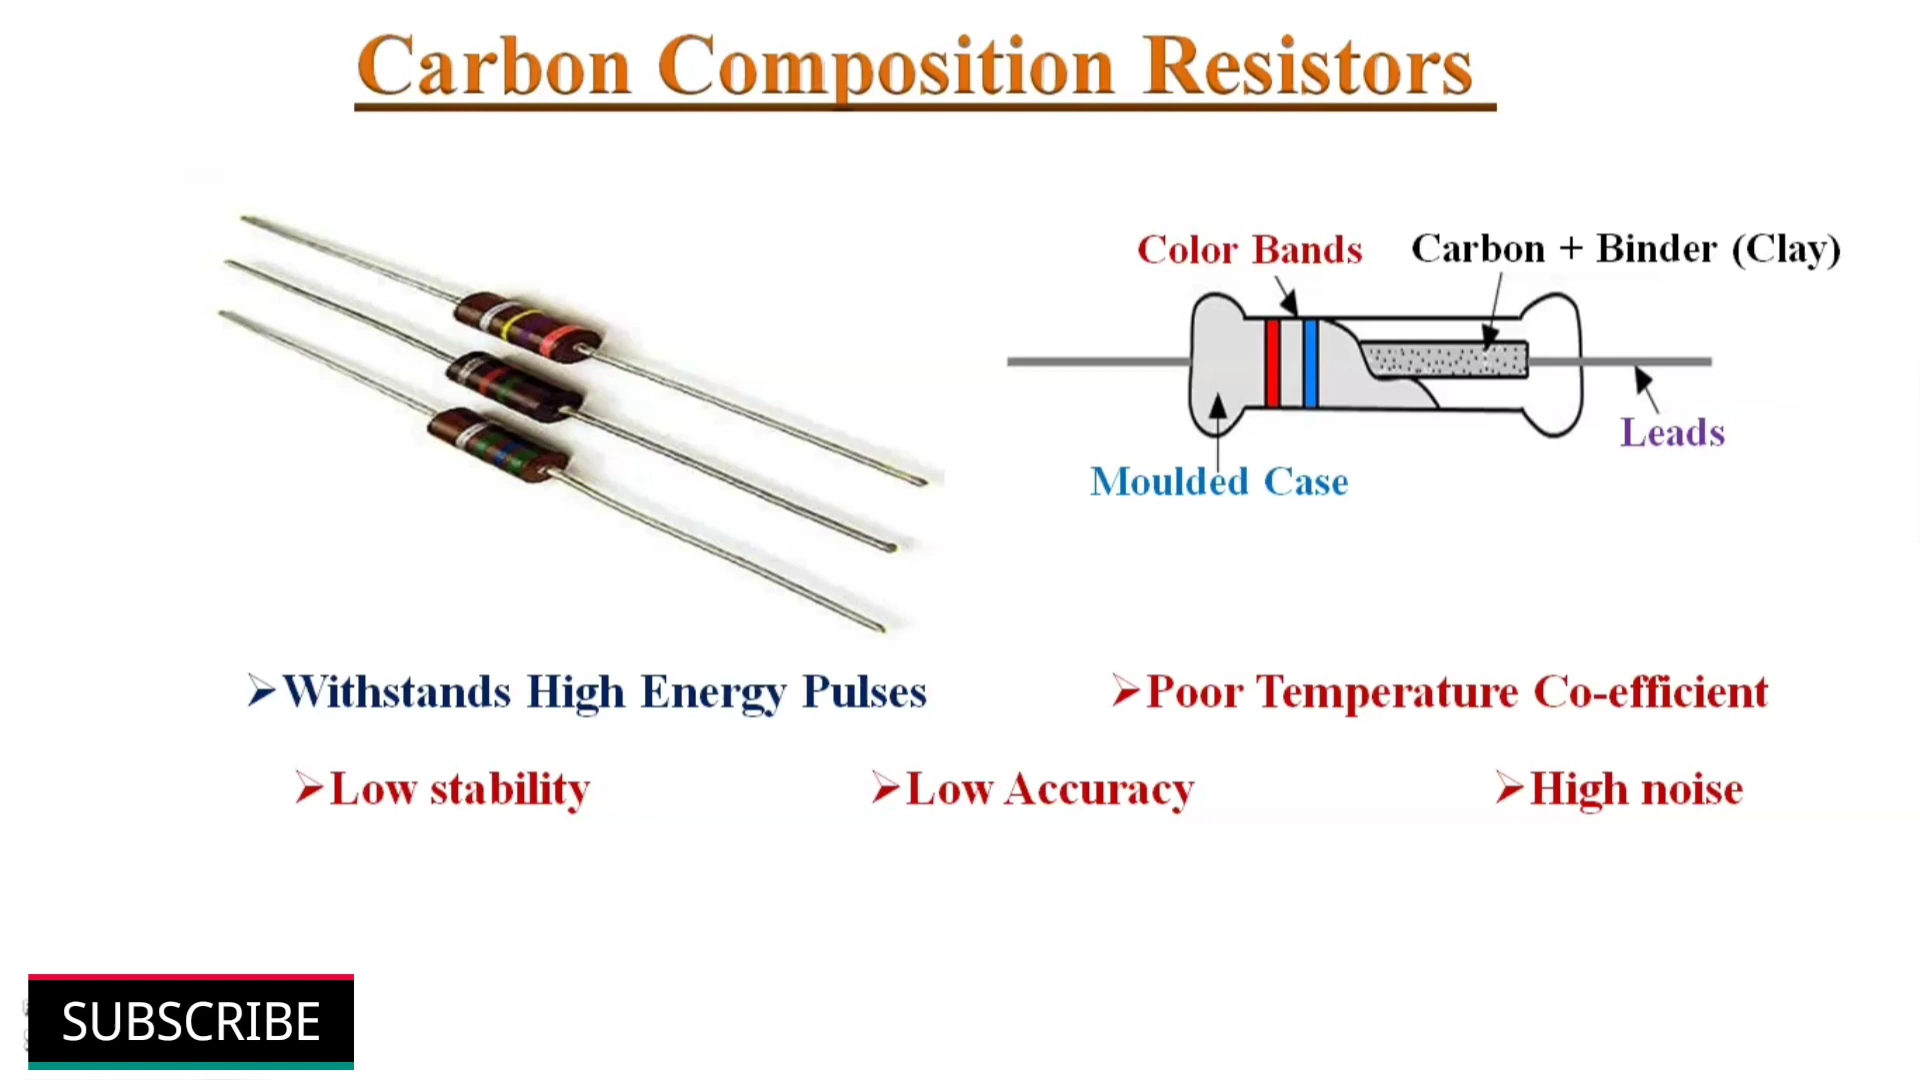 Carbon Composition Resistors
Color Bands
Carbon + Binder (Clay)
Leads
Moulded Case
➢Withstands High Energy Pulses
➢Poor Temperature Co-efficient
➢Low stability
➢Low Accuracy
➢High noise
SUBSCRIBE